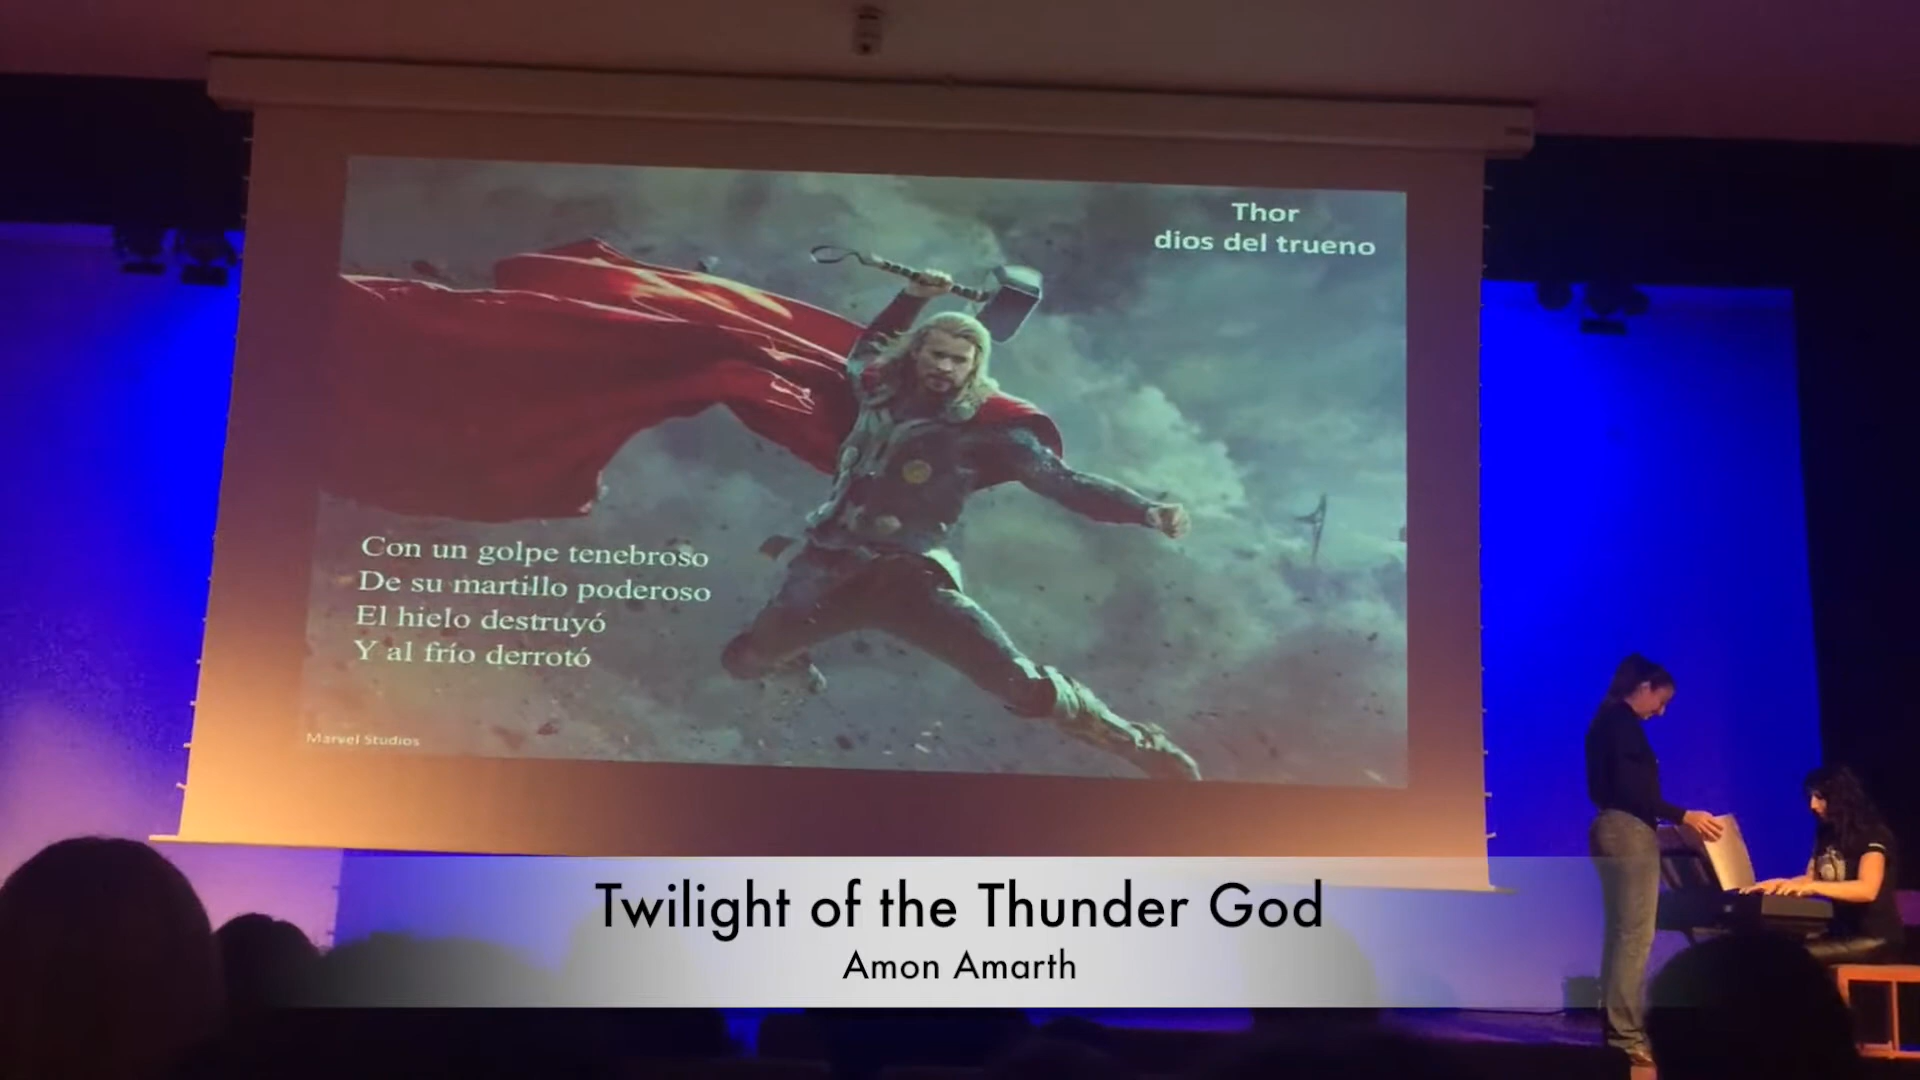 Thor
dios del trueno
Con un golpe tenebroso
De su martillo poderoso
El hielo destruyó
Y al frío derrotó
Marvel Studios
Twilight of the Thunder God
Amon Amarth